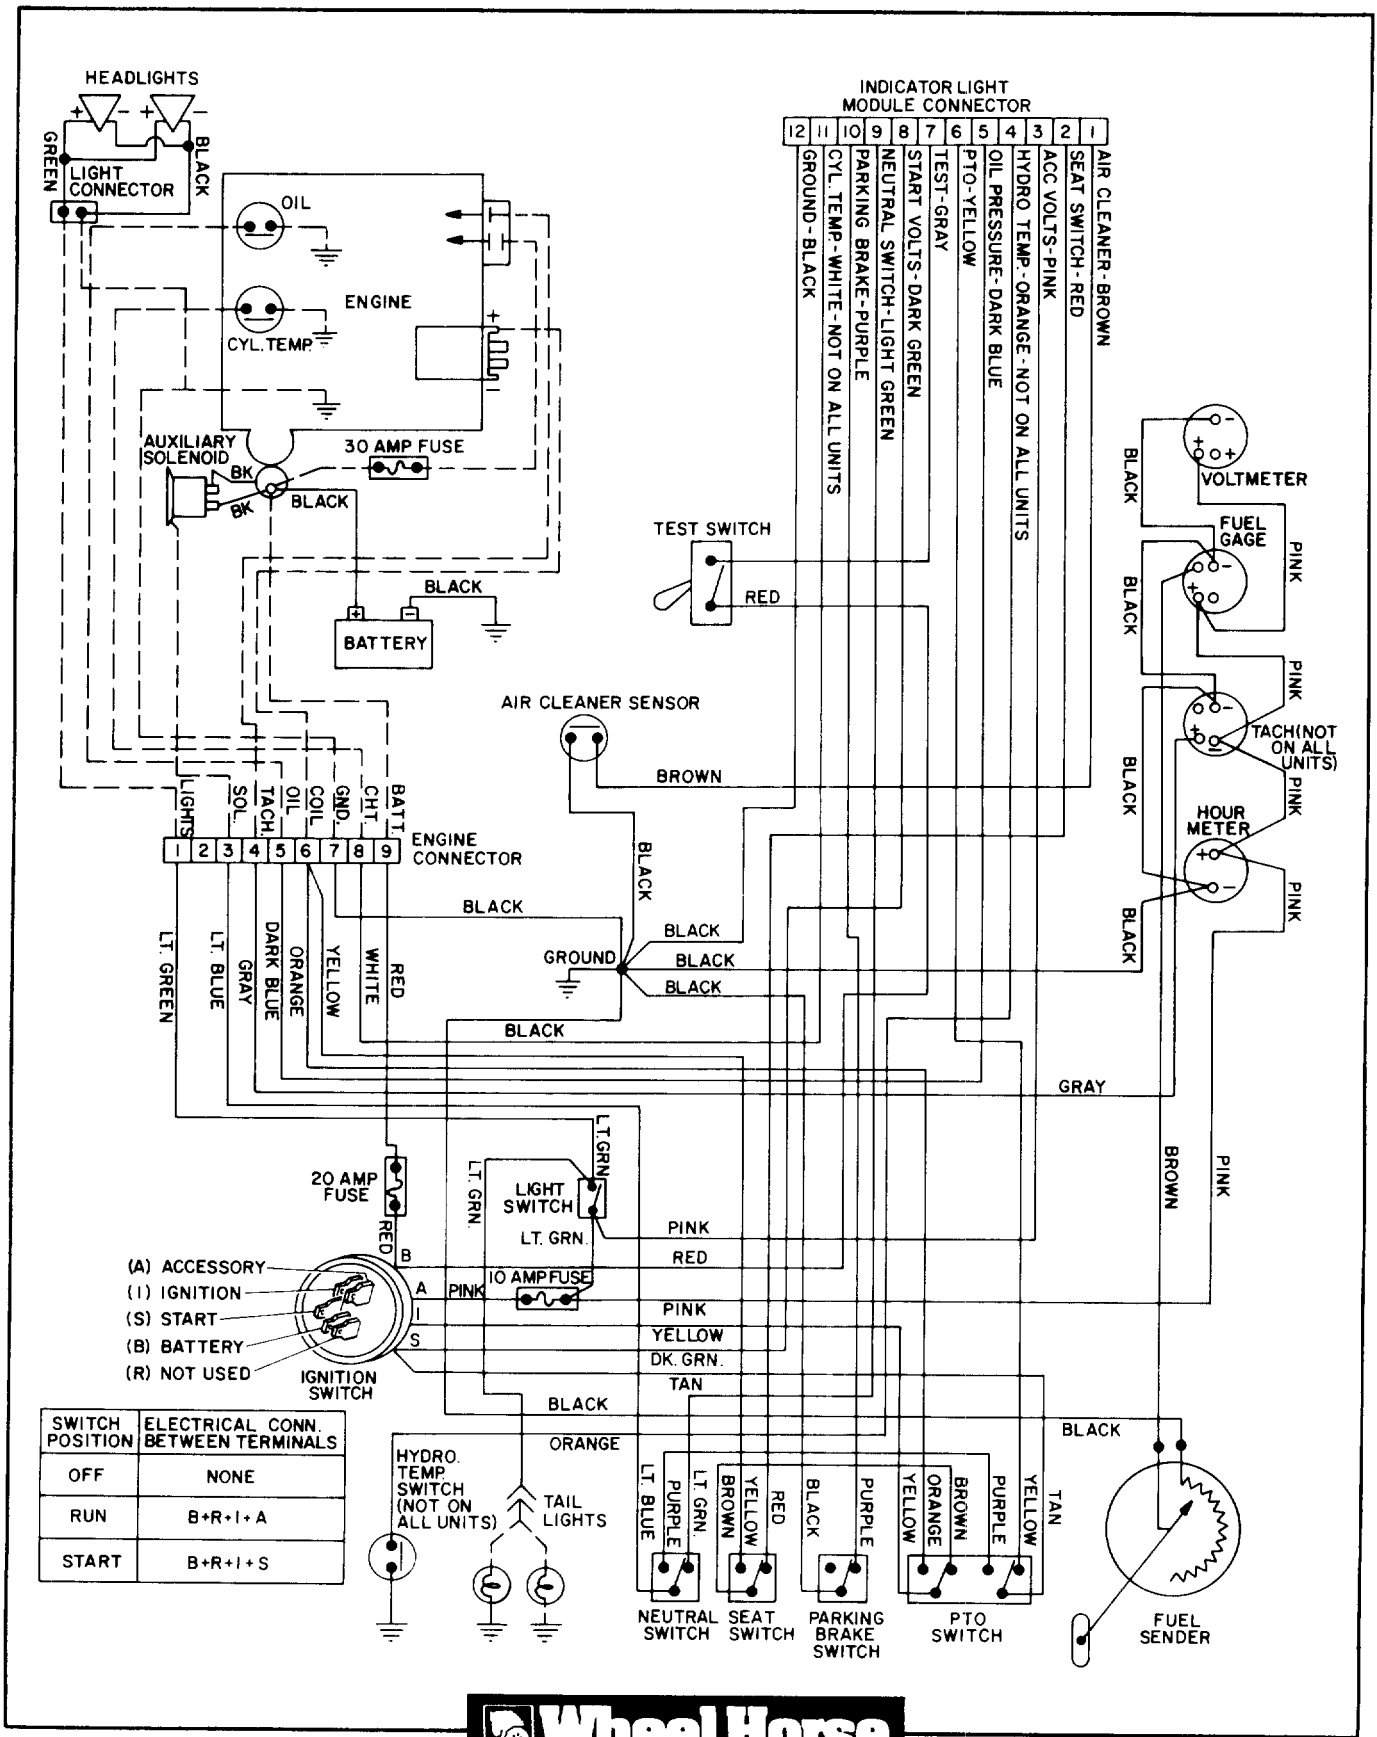 HEADLIGHTS
+ - + -
GREEN
BLACK
LIGHT
CONNECTOR
OIL
ENGINE
CYL. TEMP.
+
-
AUXILIARY
SOLENOID
BK
BK
30 AMP FUSE
BLACK
BLACK
+ -
BATTERY
INDICATOR LIGHT
MODULE CONNECTOR
12 11 10 9 8 7 6 5 4 3 2 1
GROUND-BLACK
CYL. TEMP.-WHITE-NOT ON ALL UNITS
PARKING BRAKE-PURPLE
NEUTRAL SWITCH-LIGHT GREEN
START VOLTS-DARK GREEN
TEST-GRAY
PTO-YELLOW
OIL PRESSURE-DARK BLUE
HYDRO TEMP.-ORANGE-NOT ON ALL UNITS
ACC VOLTS-PINK
SEAT SWITCH-RED
AIR CLEANER-BROWN
TEST SWITCH
RED
AIR CLEANER SENSOR
BROWN
BLACK
-
+ +
VOLTMETER
BLACK
FUEL
GAGE
-
+
PINK
BLACK
PINK
-
+
TACH (NOT
ON ALL
UNITS)
BLACK
PINK
HOUR
METER
+
-
PINK
BLACK
LIGHTS
SOL.
TACH.
OIL
COIL
GND.
CHT.
BATT.
1 2 3 4 5 6 7 8 9
ENGINE
CONNECTOR
BLACK
BLACK
GROUND
BLACK
BLACK
BLACK
LT. GREEN
LT. BLUE
GRAY
DARK BLUE
ORANGE
YELLOW
WHITE
RED
GRAY
BROWN
PINK
20 AMP
FUSE
RED
LT. GRN.
LT. GRN.
LIGHT
SWITCH
LT. GRN.
PINK
RED
10 AMP FUSE
B
A
I
S
PINK
PINK
YELLOW
DK. GRN.
TAN
(A) ACCESSORY
(I) IGNITION
(S) START
(B) BATTERY
(R) NOT USED
IGNITION
SWITCH
BLACK
BLACK
ORANGE
SWITCH
POSITION
ELECTRICAL CONN.
BETWEEN TERMINALS
OFF NONE
RUN B+R+I+A
START B+R+I+S
HYDRO.
TEMP.
SWITCH
(NOT ON
ALL UNITS)
TAIL
LIGHTS
LT. BLUE
PURPLE
LT. GRN
BROWN
YELLOW
RED
BLACK
PURPLE
YELLOW
ORANGE
BROWN
PURPLE
YELLOW
TAN
NEUTRAL
SWITCH
SEAT
SWITCH
PARKING
BRAKE
SWITCH
PTO
SWITCH
FUEL
SENDER
Wheel Horse